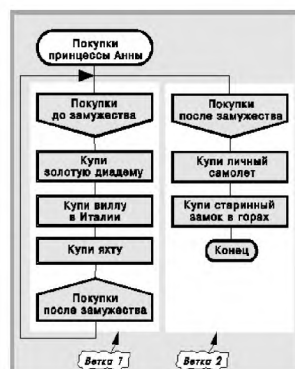 Покупки
принцессы Анны
Покупки
до замужества
Купи
золотую диадему
Купи виллу
в Италии
Купи яхту
Покупки
после замужества
Ветка 1
Покупки
после замужества
Купи личный
самолет
Купи старинный
замок в горах
Конец
Ветка 2